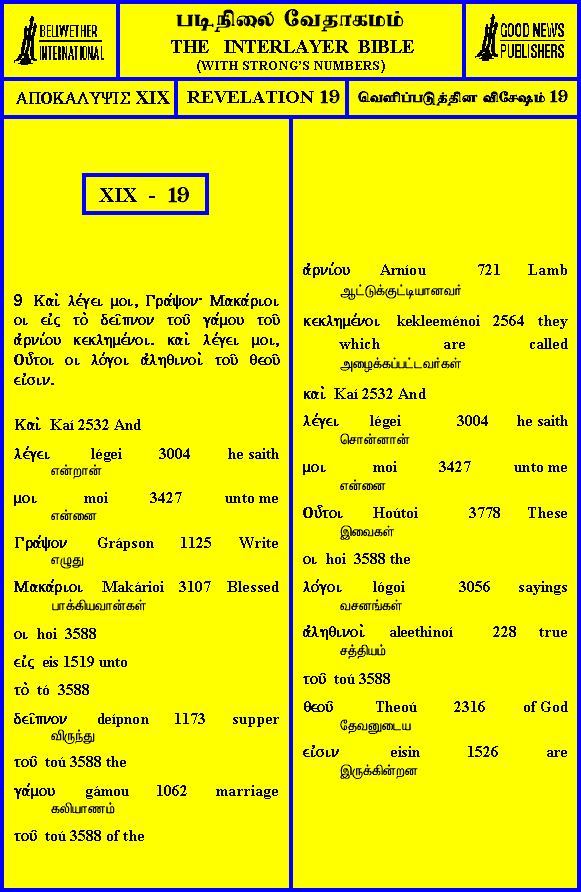 BELLWETHER
INTERNATIONAL
படிநிலை வேதாகமம்
THE INTERLAYER BIBLE
(WITH STRONG'S NUMBERS)
GOOD NEWS
PUBLISHERS
ΑΠΟΚΑΛΥΨΙΣ XIX
REVELATION 19
வெளிப்படுத்தின விசேஷம் 19
XIX - 19
9 Καὶ λέγει μοι, Γράψον· Μακάριοι
οι εἰς τὸ δεῖπνον τοῦ γάμου τοῦ
ἀρνίου κεκλημένοι. καὶ λέγει μοι,
Οὗτοι οι λόγοι ἀληθινοὶ τοῦ θεοῦ
εἰσιν.
Καὶ Kaí 2532 And
λέγει légei 3004 he saith
என்றான்
μοι moi 3427 unto me
என்னை
Γράψον Grápson 1125 Write
எழுது
Μακάριοι Makárioi 3107 Blessed
பாக்கியவான்கள்
οι hoi 3588
εἰς eis 1519 unto
τὸ tó 3588
δεῖπνον deípnon 1173 supper
விருந்து
τοῦ toú 3588 the
γάμου gámou 1062 marriage
கலியாணம்
τοῦ toú 3588 of the
ἀρνίου Arníou 721 Lamb
ஆட்டுக்குட்டியானவர்
κεκλημένοι kekleeménoi 2564 they
which are called
அழைக்கப்பட்டவர்கள்
καὶ Kaí 2532 And
λέγει légei 3004 he saith
சொன்னான்
μοι moi 3427 unto me
என்னை
Οὗτοι Hoútoi 3778 These
இவைகள்
οι hoi 3588 the
λόγοι lógoi 3056 sayings
வசனங்கள்
ἀληθινοὶ aleethinoí 228 true
சத்தியம்
τοῦ toú 3588
θεοῦ Theoú 2316 of God
தேவனுடைய
εἰσιν eisin 1526 are
இருக்கின்றன